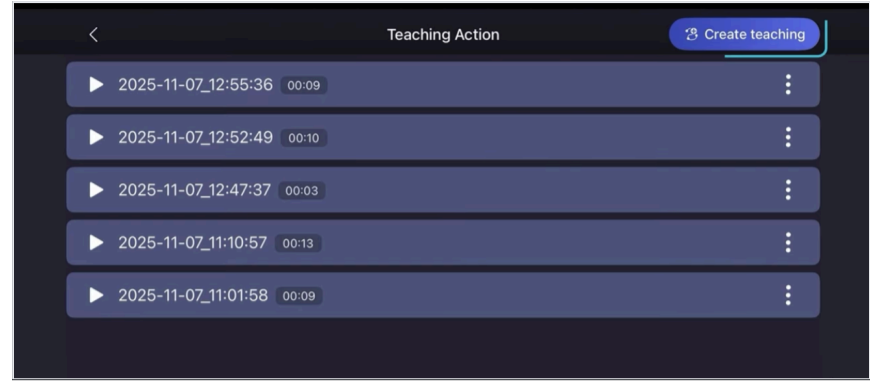 Teaching Action
Create teaching
2025-11-07_12:55:36 00:09
2025-11-07_12:52:49 00:10
2025-11-07_12:47:37 00:03
2025-11-07_11:10:57 00:13
2025-11-07_11:01:58 00:09